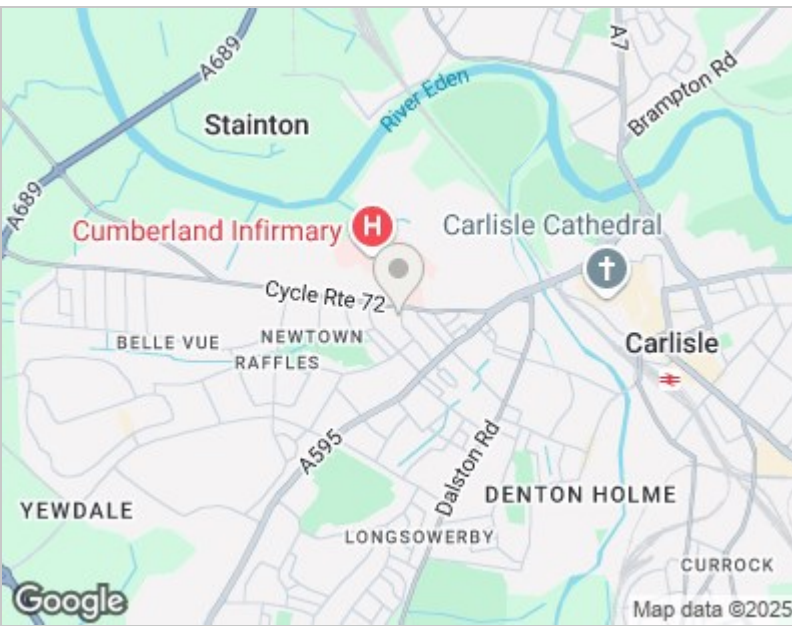 A689
A7
Brampton Rd
River Eden
Stainton
A689
Cumberland Infirmary
H
Carlisle Cathedral
Cycle Rte 72
BELLE VUE
NEWTOWN
RAFFLES
Carlisle
A595
Dalston Rd
YEWDALE
DENTON HOLME
LONGSOWERBY
CURROCK
Google
Map data ©2025